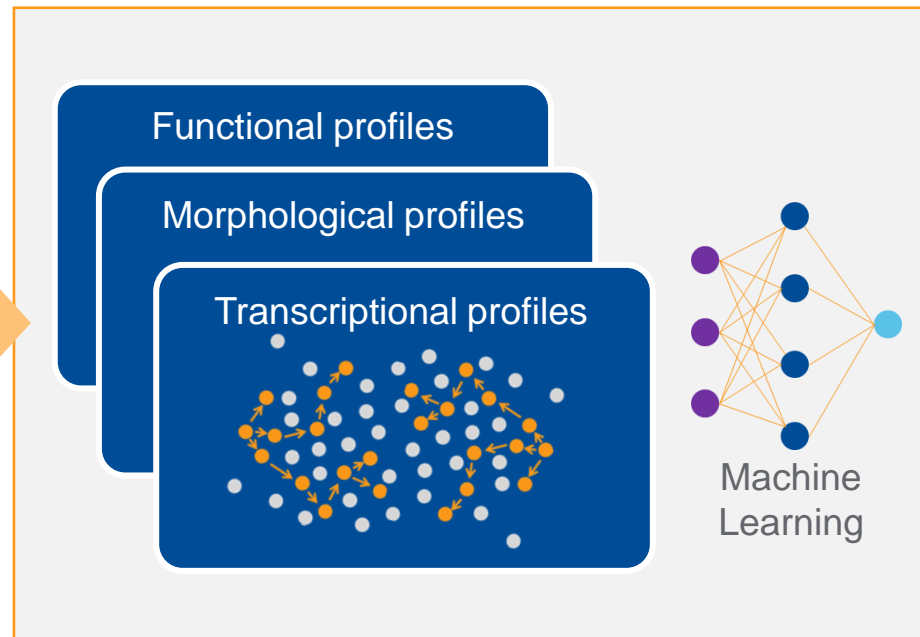 Functional profiles
Morphological profiles
Transcriptional profiles
Machine
Learning